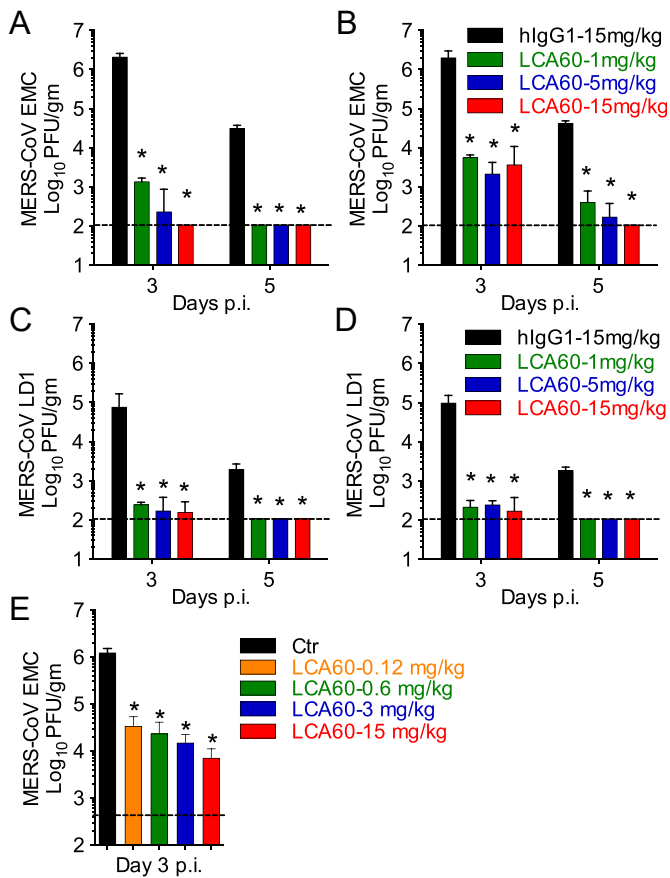 A
MERS-CoV EMC
Log10 PFU/gm
7
6
5
4
3
2
1
* * *
* * *
3 5
Days p.i.
B
MERS-CoV EMC
Log10 PFU/gm
7
6
5
4
3
2
1
hIgG1-15mg/kg
LCA60-1mg/kg
LCA60-5mg/kg
LCA60-15mg/kg
* * *
* * *
3 5
Days p.i.
C
MERS-CoV LD1
Log10 PFU/gm
7
6
5
4
3
2
1
* * *
* * *
3 5
Days p.i.
D
MERS-CoV LD1
Log10 PFU/gm
7
6
5
4
3
2
1
hIgG1-15mg/kg
LCA60-1mg/kg
LCA60-5mg/kg
LCA60-15mg/kg
* * *
* * *
3 5
Days p.i.
E
MERS-CoV EMC
Log10 PFU/gm
7
6
5
4
3
2
* * * *
Day 3 p.i.
Ctr
LCA60-0.12 mg/kg
LCA60-0.6 mg/kg
LCA60-3 mg/kg
LCA60-15 mg/kg